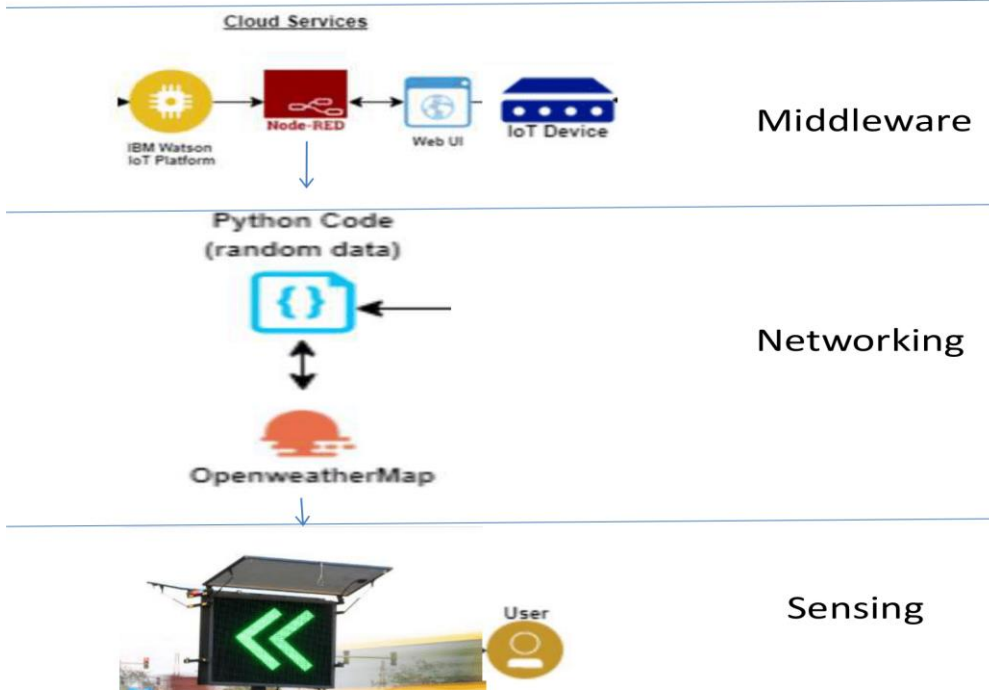 Cloud Services
Node-RED
Web UI
IoT Device
IBM Watson
IoT Platform
Middleware
Python Code
(random data)
{ }
Networking
OpenweatherMap
User
Sensing